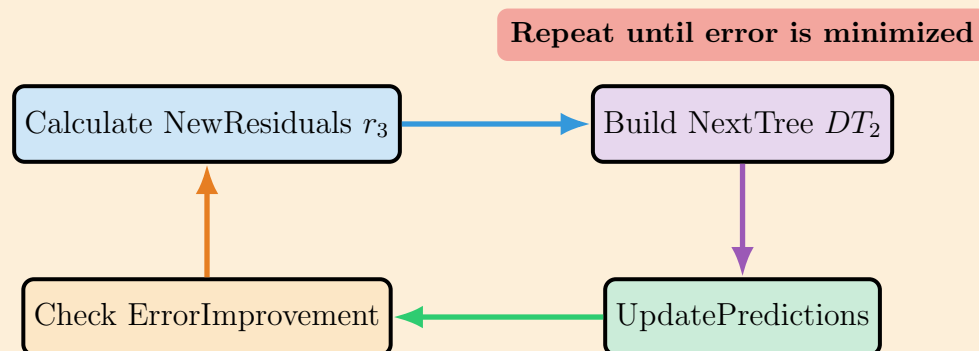 Repeat until error is minimized
Calculate NewResiduals r₃
Build NextTree DT₂
Check ErrorImprovement
UpdatePredictions